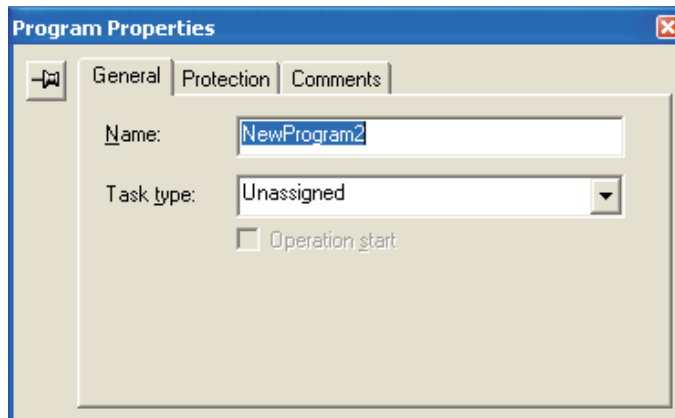 Program Properties
General Protection Comments
Name: NewProgram2
Task type: Unassigned
Operation start